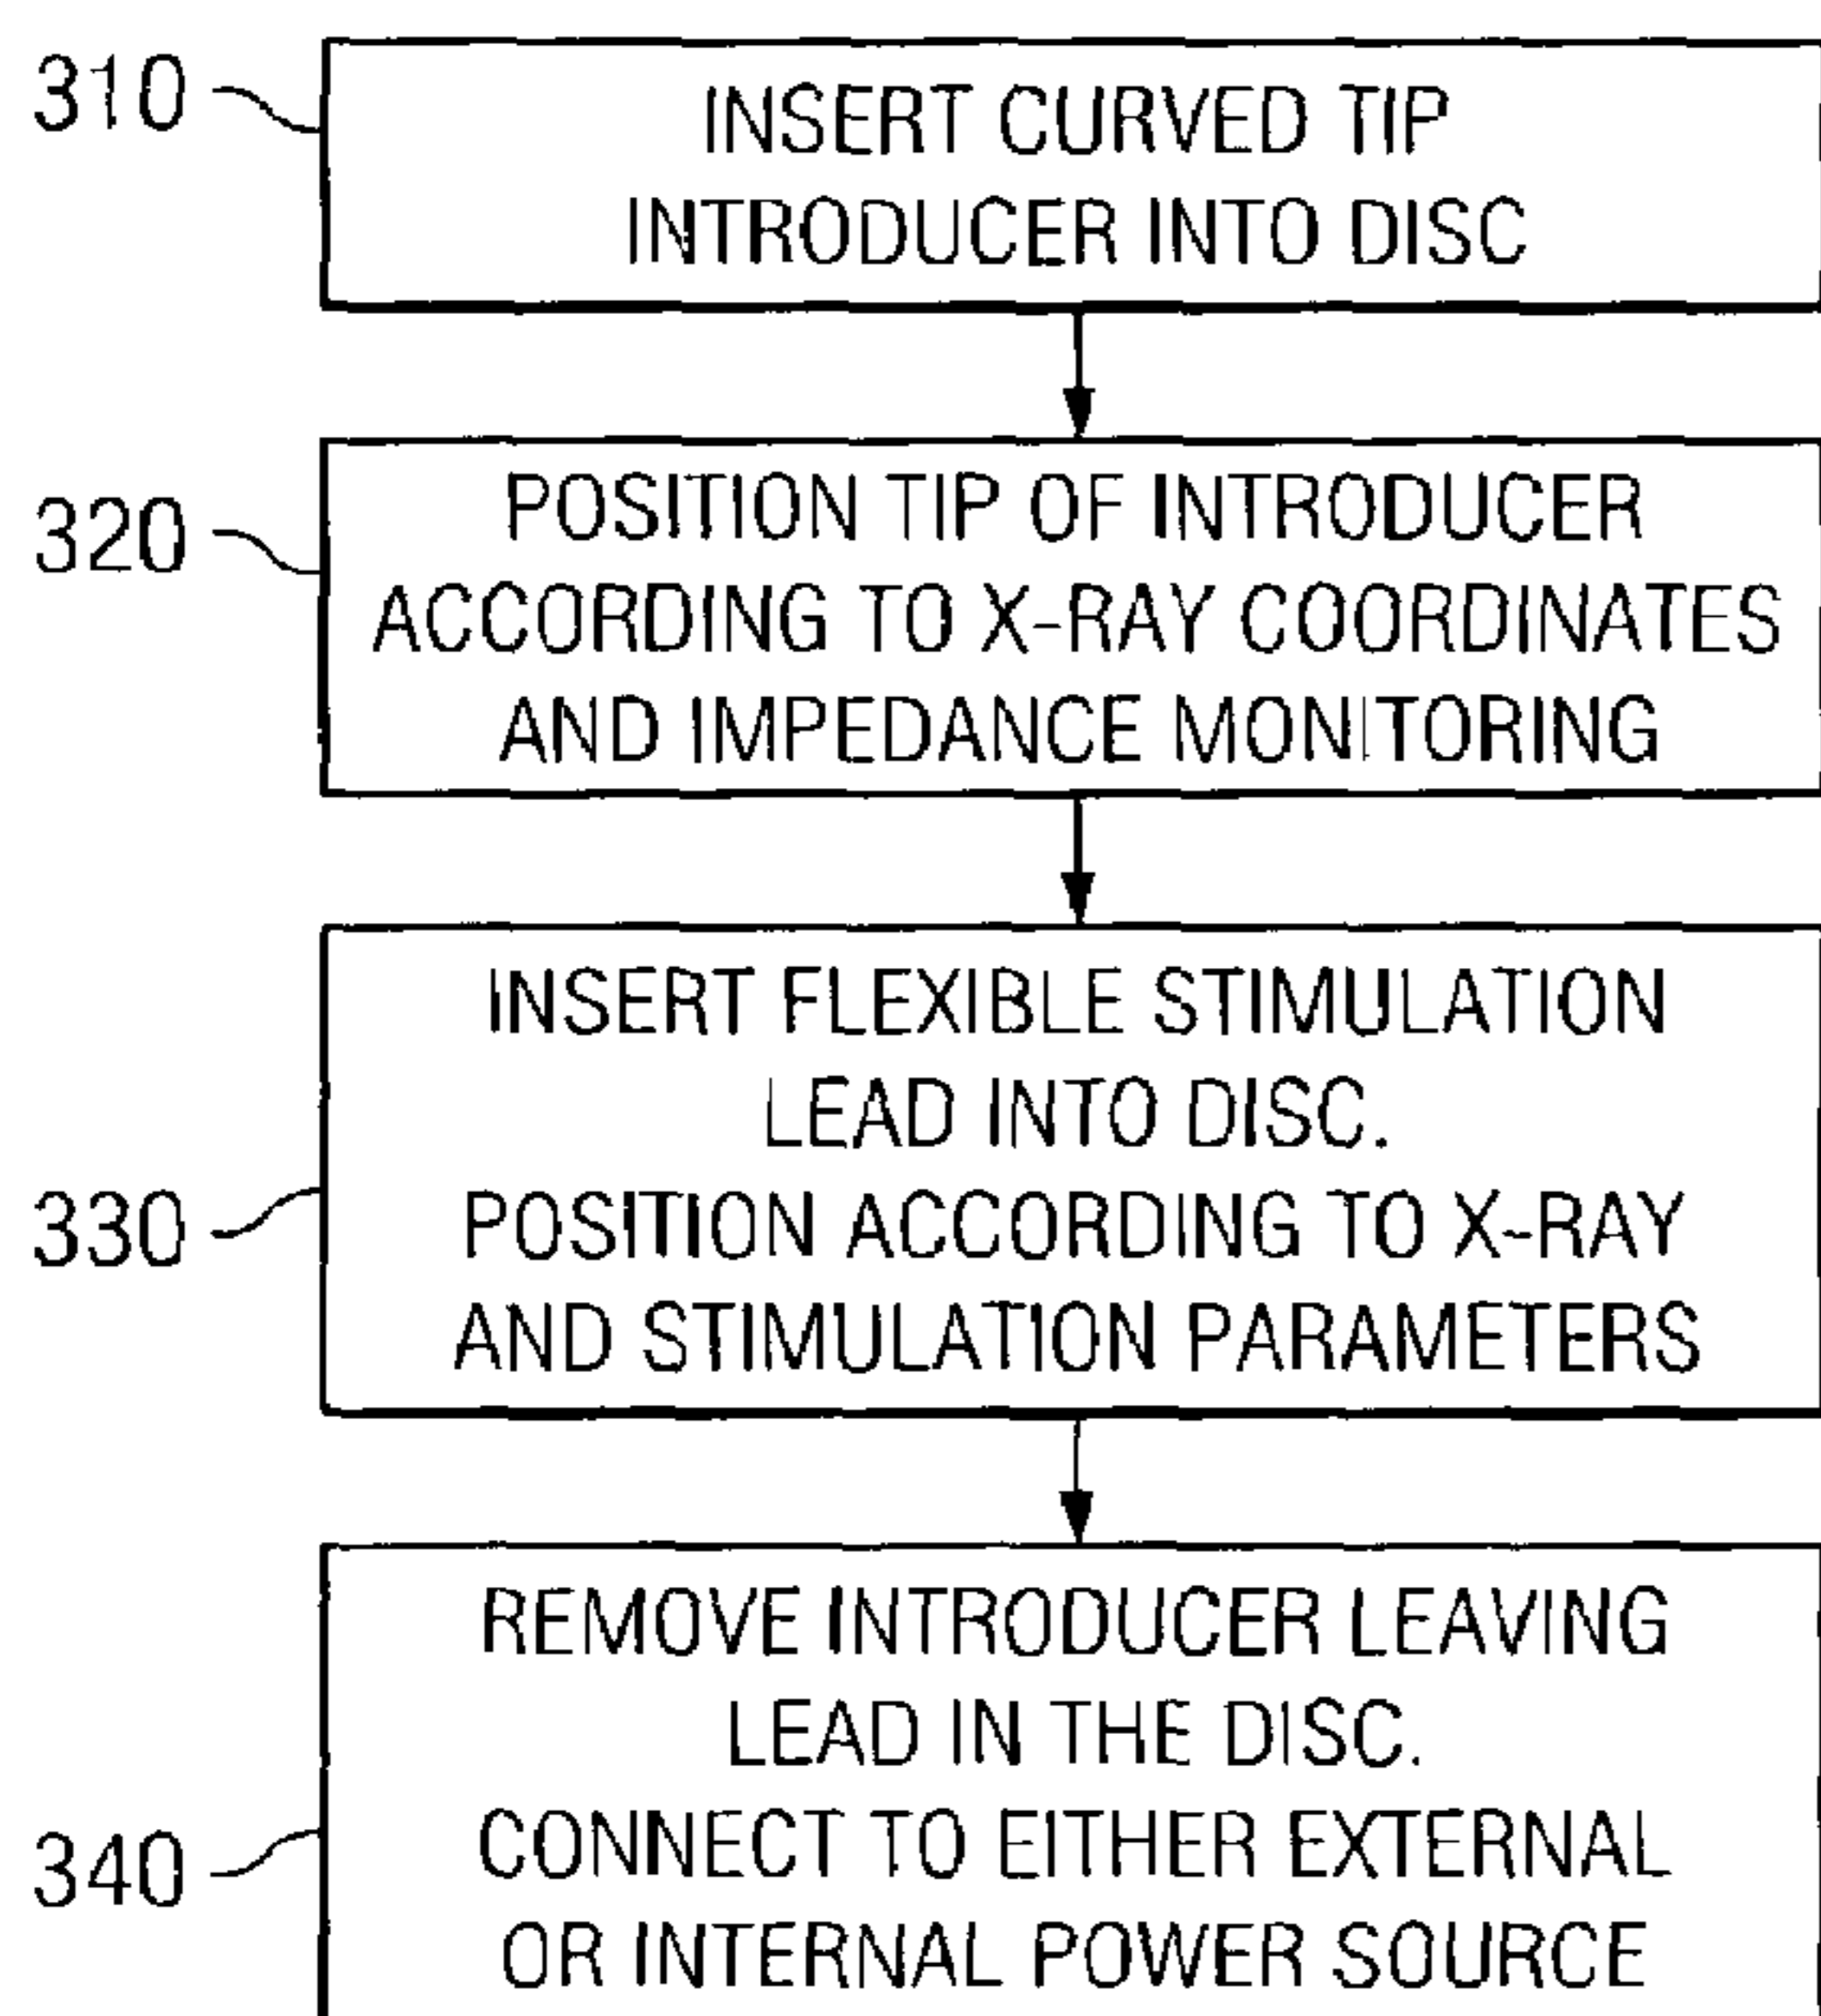 310
INSERT CURVED TIP
INTRODUCER INTO DISC
320
POSITION TIP OF INTRODUCER
ACCORDING TO X-RAY COORDINATES
AND IMPEDANCE MONITORING
INSERT FLEXIBLE STIMULATION
LEAD INTO DISC.
330
POSITION ACCORDING TO X-RAY
AND STIMULATION PARAMETERS
REMOVE INTRODUCER LEAVING
LEAD IN THE DISC.
340
CONNECT TO EITHER EXTERNAL
OR INTERNAL POWER SOURCE